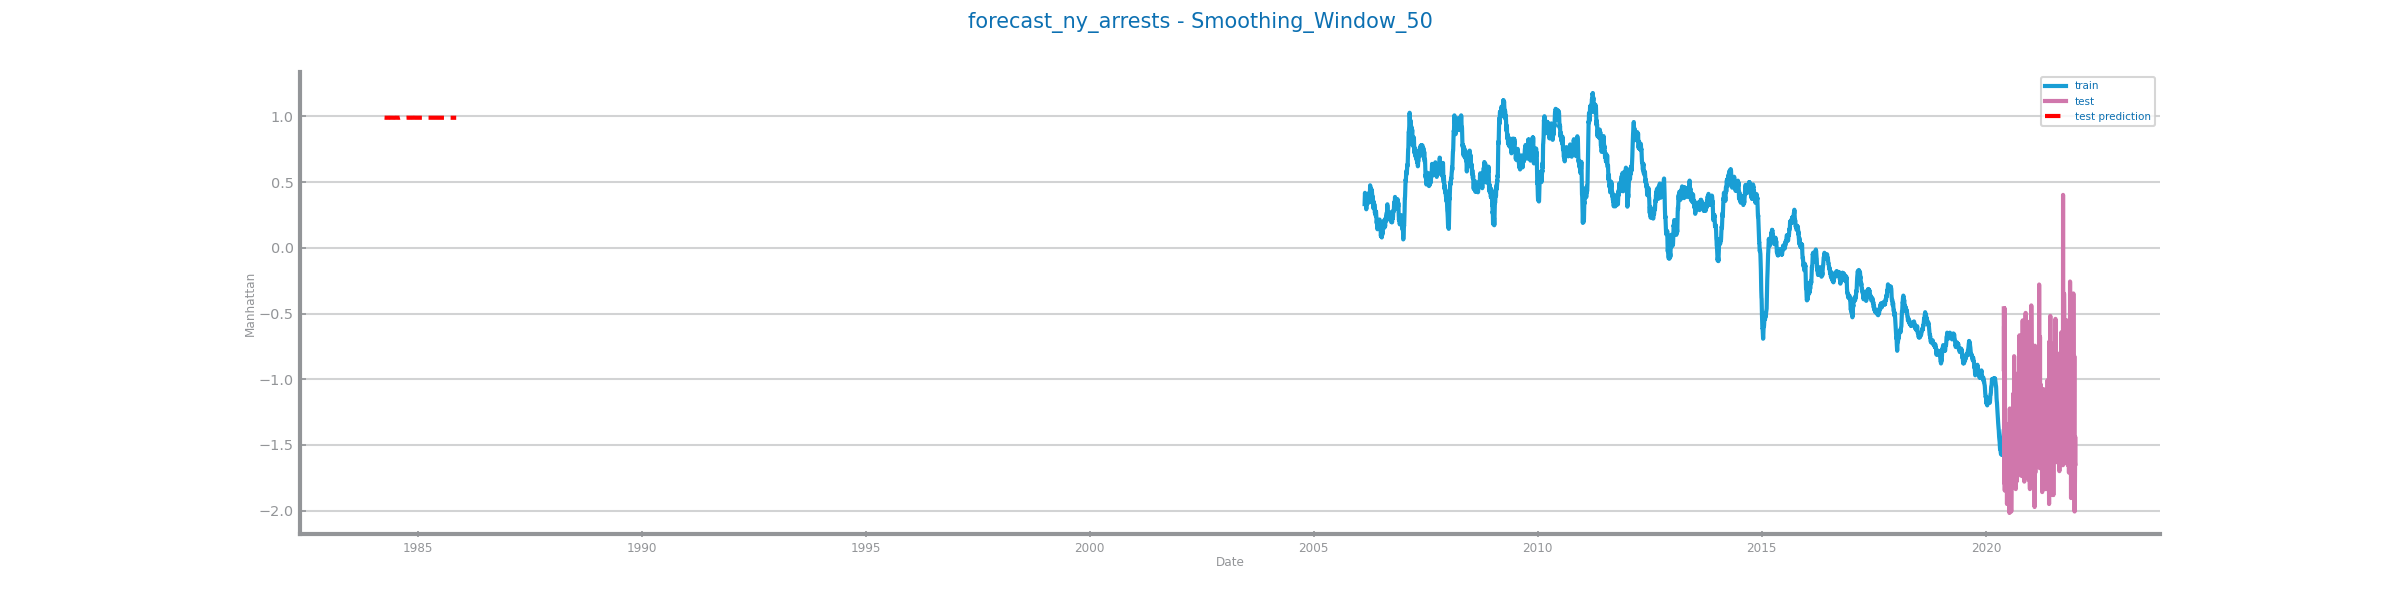 forecast_ny_arrests - Smoothing_Window_50
train
test
test prediction
1.0
0.5
0.0
−0.5
−1.0
−1.5
−2.0
Manhattan
1985 1990 1995 2000 2005 2010 2015 2020
Date